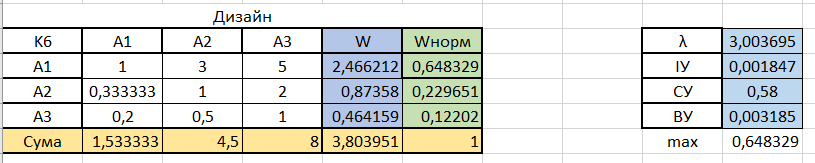 Дизайн
К6 А1 А2 А3 W Wнорм
А1 1 3 5 2,466212 0,648329
А2 0,333333 1 2 0,87358 0,229651
А3 0,2 0,5 1 0,464159 0,12202
Сума 1,533333 4,5 8 3,803951 1
λ 3,003695
ІУ 0,001847
СУ 0,58
ВУ 0,003185
max 0,648329